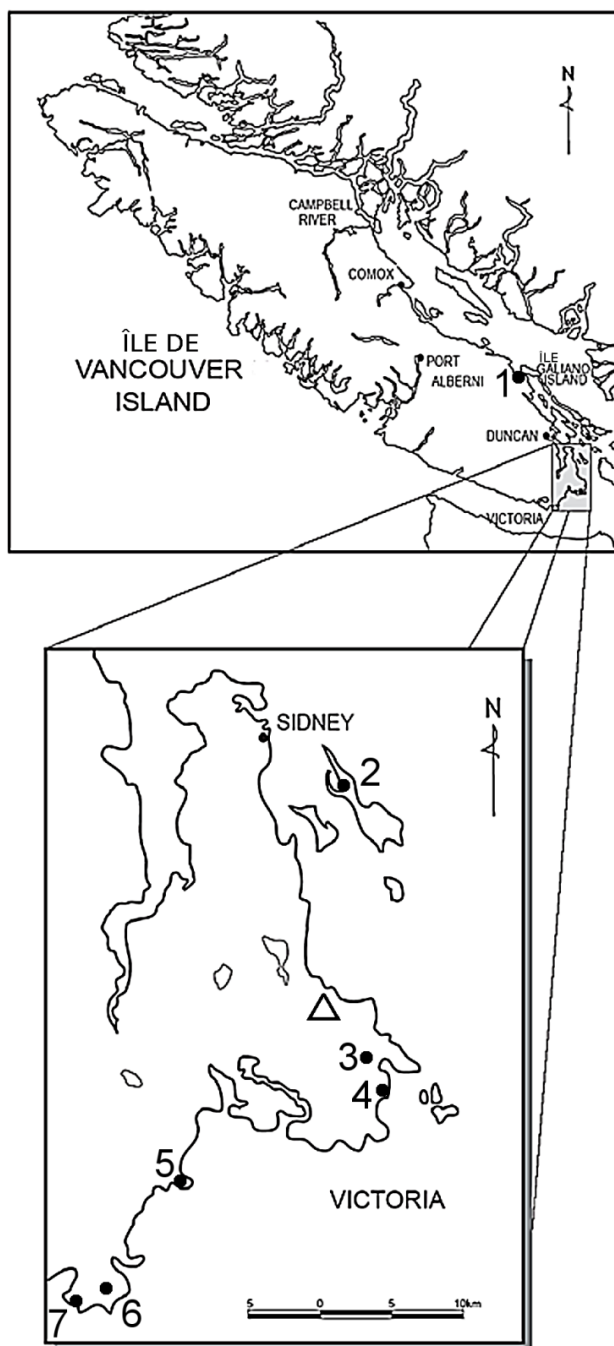 N
CAMPBELL
RIVER
COMOX
ÎLE DE
VANCOUVER
ISLAND
PORT
ALBERNI
1
ÎLE
GALIANO
ISLAND
DUNCAN
VICTORIA
SIDNEY
N
2
3
4
5
VICTORIA
6
7
5 0 5 10km